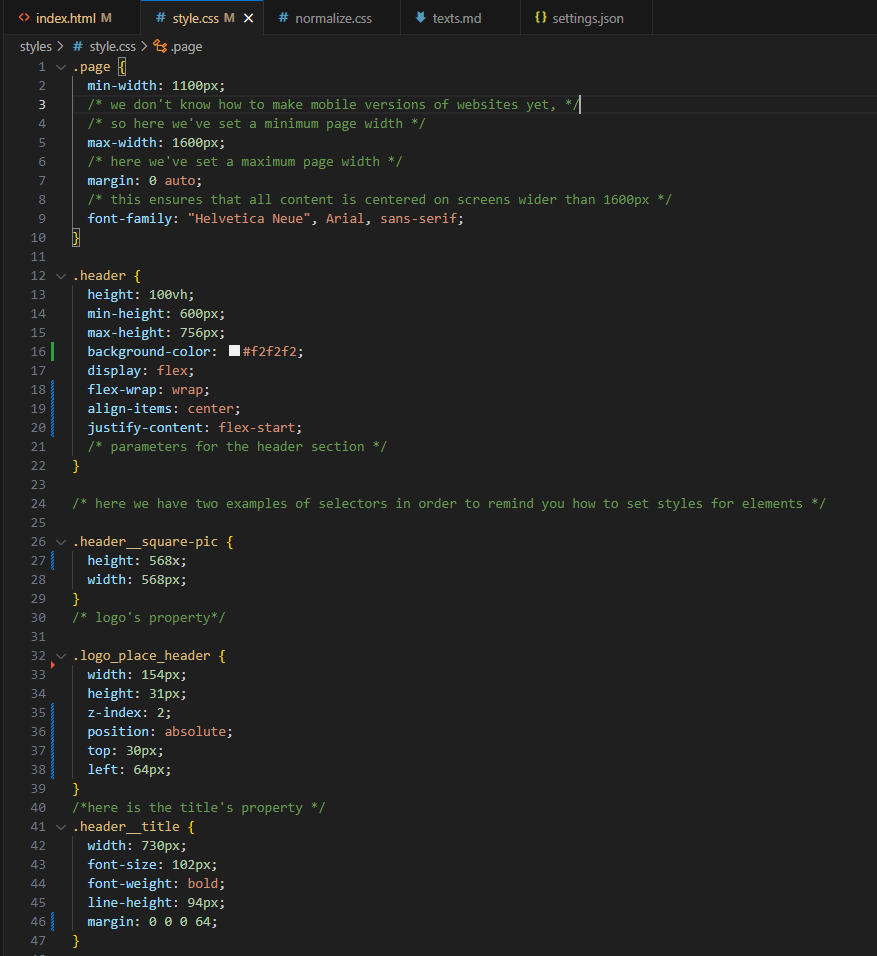 index.html M
style.css M
normalize.css
texts.md
settings.json
styles > style.css > .page
1 .page {
2 min-width: 1100px;
3 /* we don't know how to make mobile versions of websites yet, */
4 /* so here we've set a minimum page width */
5 max-width: 1600px;
6 /* here we've set a maximum page width */
7 margin: 0 auto;
8 /* this ensures that all content is centered on screens wider than 1600px */
9 font-family: "Helvetica Neue", Arial, sans-serif;
10 }
11
12 .header {
13 height: 100vh;
14 min-height: 600px;
15 max-height: 756px;
16 background-color: #f2f2f2;
17 display: flex;
18 flex-wrap: wrap;
19 align-items: center;
20 justify-content: flex-start;
21 /* parameters for the header section */
22 }
23
24 /* here we have two examples of selectors in order to remind you how to set styles for elements */
25
26 .header__square-pic {
27 height: 568x;
28 width: 568px;
29 }
30 /* logo's property*/
31
32 .logo_place_header {
33 width: 154px;
34 height: 31px;
35 z-index: 2;
36 position: absolute;
37 top: 30px;
38 left: 64px;
39 }
40 /*here is the title's property */
41 .header__title {
42 width: 730px;
43 font-size: 102px;
44 font-weight: bold;
45 line-height: 94px;
46 margin: 0 0 0 64;
47 }